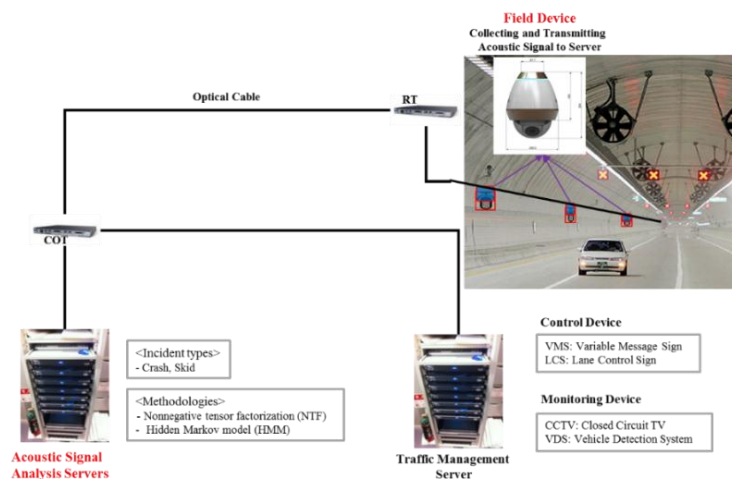 Field Device
Collecting and Transmitting
Acoustic Signal to Server
Optical Cable
RT
COT
<Incident types>
- Crash, Skid
<Methodologies>
- Nonnegative tensor factorization (NTF)
- Hidden Markov model (HMM)
Acoustic Signal
Analysis Servers
Traffic Management
Server
Control Device
VMS: Variable Message Sign
LCS: Lane Control Sign
Monitoring Device
CCTV: Closed Circuit TV
VDS: Vehicle Detection System